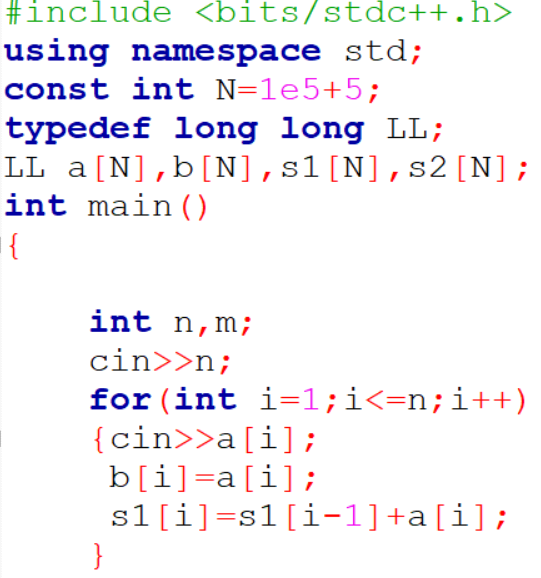 #include <bits/stdc++.h>
using namespace std;
const int N=1e5+5;
typedef long long LL;
LL a[N],b[N],s1[N],s2[N];
int main()
{
int n,m;
cin>>n;
for(int i=1;i<=n;i++)
{cin>>a[i];
b[i]=a[i];
s1[i]=s1[i-1]+a[i];
}